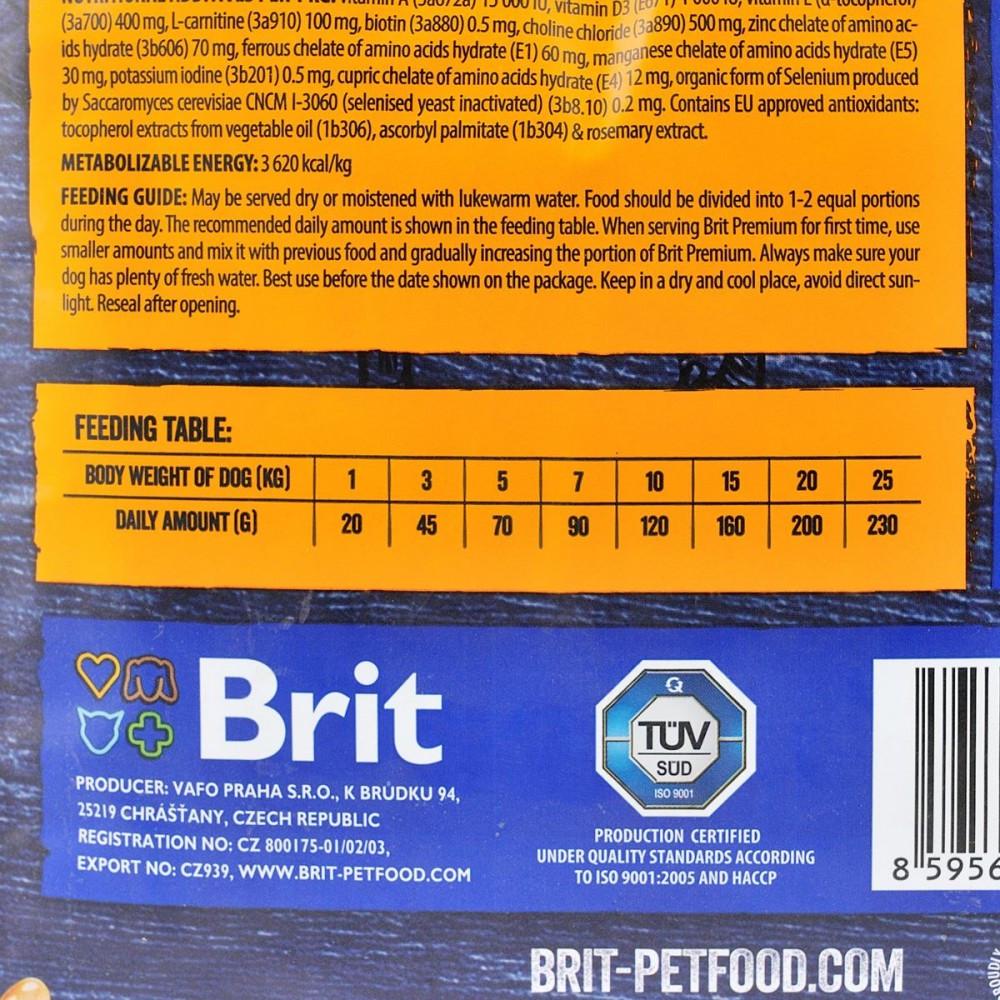 vitamin D3 (E671)
(3a700) 400 mg, L-carnitine (3a910) 100 mg, biotin (3a880) 0.5 mg, choline chloride (3a890) 500 mg, zinc chelate of amino ac-
ids hydrate (3b606) 70 mg, ferrous chelate of amino acids hydrate (E1) 60 mg, manganese chelate of amino acids hydrate (E5)
30 mg, potassium iodine (3b201) 0.5 mg, cupric chelate of amino acids hydrate (E4) 12 mg, organic form of Selenium produced
by Saccaromyces cerevisiae CNCM I-3060 (selenised yeast inactivated) (3b8.10) 0.2 mg. Contains EU approved antioxidants:
tocopherol extracts from vegetable oil (1b306), ascorbyl palmitate (1b304) & rosemary extract.
METABOLIZABLE ENERGY: 3 620 kcal/kg
FEEDING GUIDE: May be served dry or moistened with lukewarm water. Food should be divided into 1-2 equal portions
during the day. The recommended daily amount is shown in the feeding table. When serving Brit Premium for first time, use
smaller amounts and mix it with previous food and gradually increasing the portion of Brit Premium. Always make sure your
dog has plenty of fresh water. Best use before the date shown on the package. Keep in a dry and cool place, avoid direct sun-
light. Reseal after opening.
FEEDING TABLE:
BODY WEIGHT OF DOG (KG) 1 3 5 7 10 15 20 25
DAILY AMOUNT (G) 20 45 70 90 120 160 200 230
Brit
PRODUCER: VAFO PRAHA S.R.O., K BRŮDKU 94,
25219 CHRÁŠŤANY, CZECH REPUBLIC
REGISTRATION NO: CZ 800175-01/02/03,
EXPORT NO: CZ939, WWW.BRIT-PETFOOD.COM
TÜV
SÜD
ISO 9001
PRODUCTION CERTIFIED
UNDER QUALITY STANDARDS ACCORDING
TO ISO 9001:2005 AND HACCP
8 5956
BRIT-PETFOOD.COM